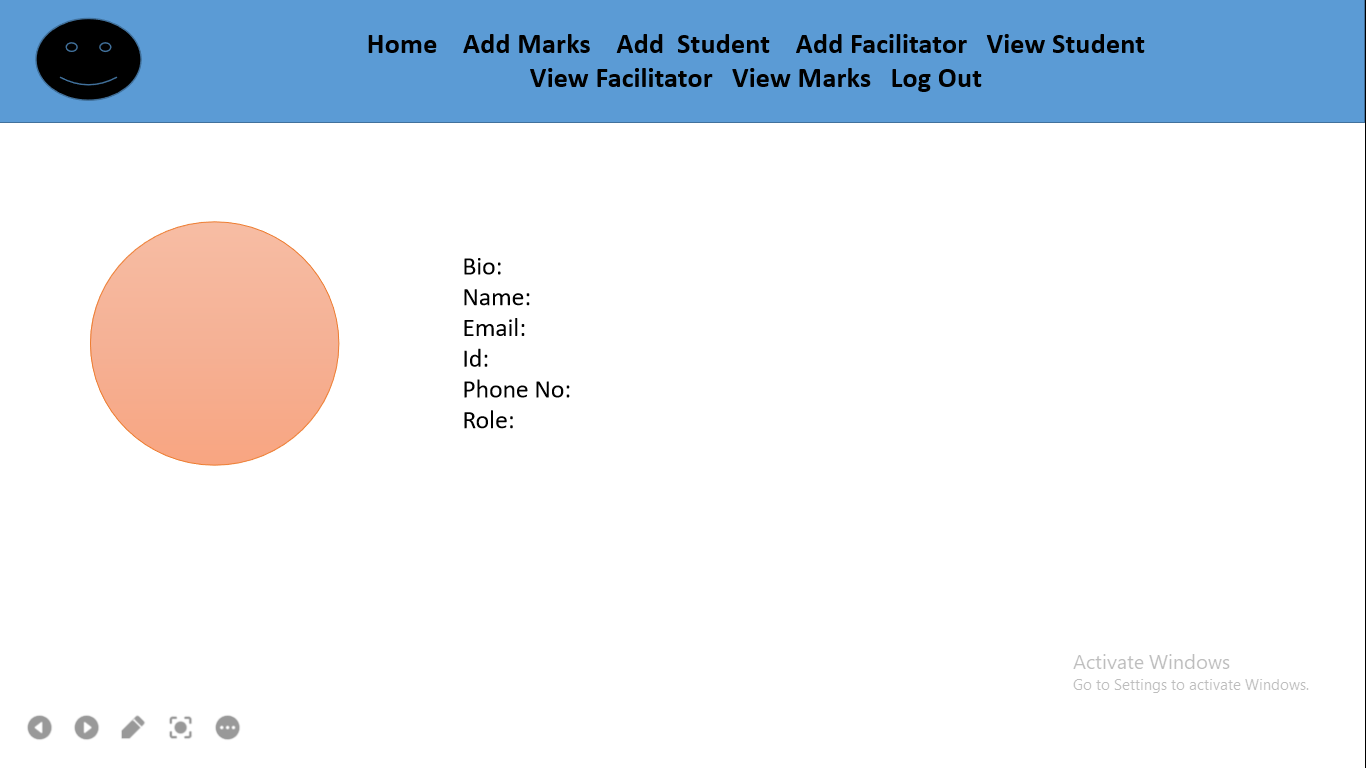 Home Add Marks Add Student Add Facilitator View Student
View Facilitator View Marks Log Out
Bio:
Name:
Email:
Id:
Phone No:
Role:
Activate Windows
Go to Settings to activate Windows.